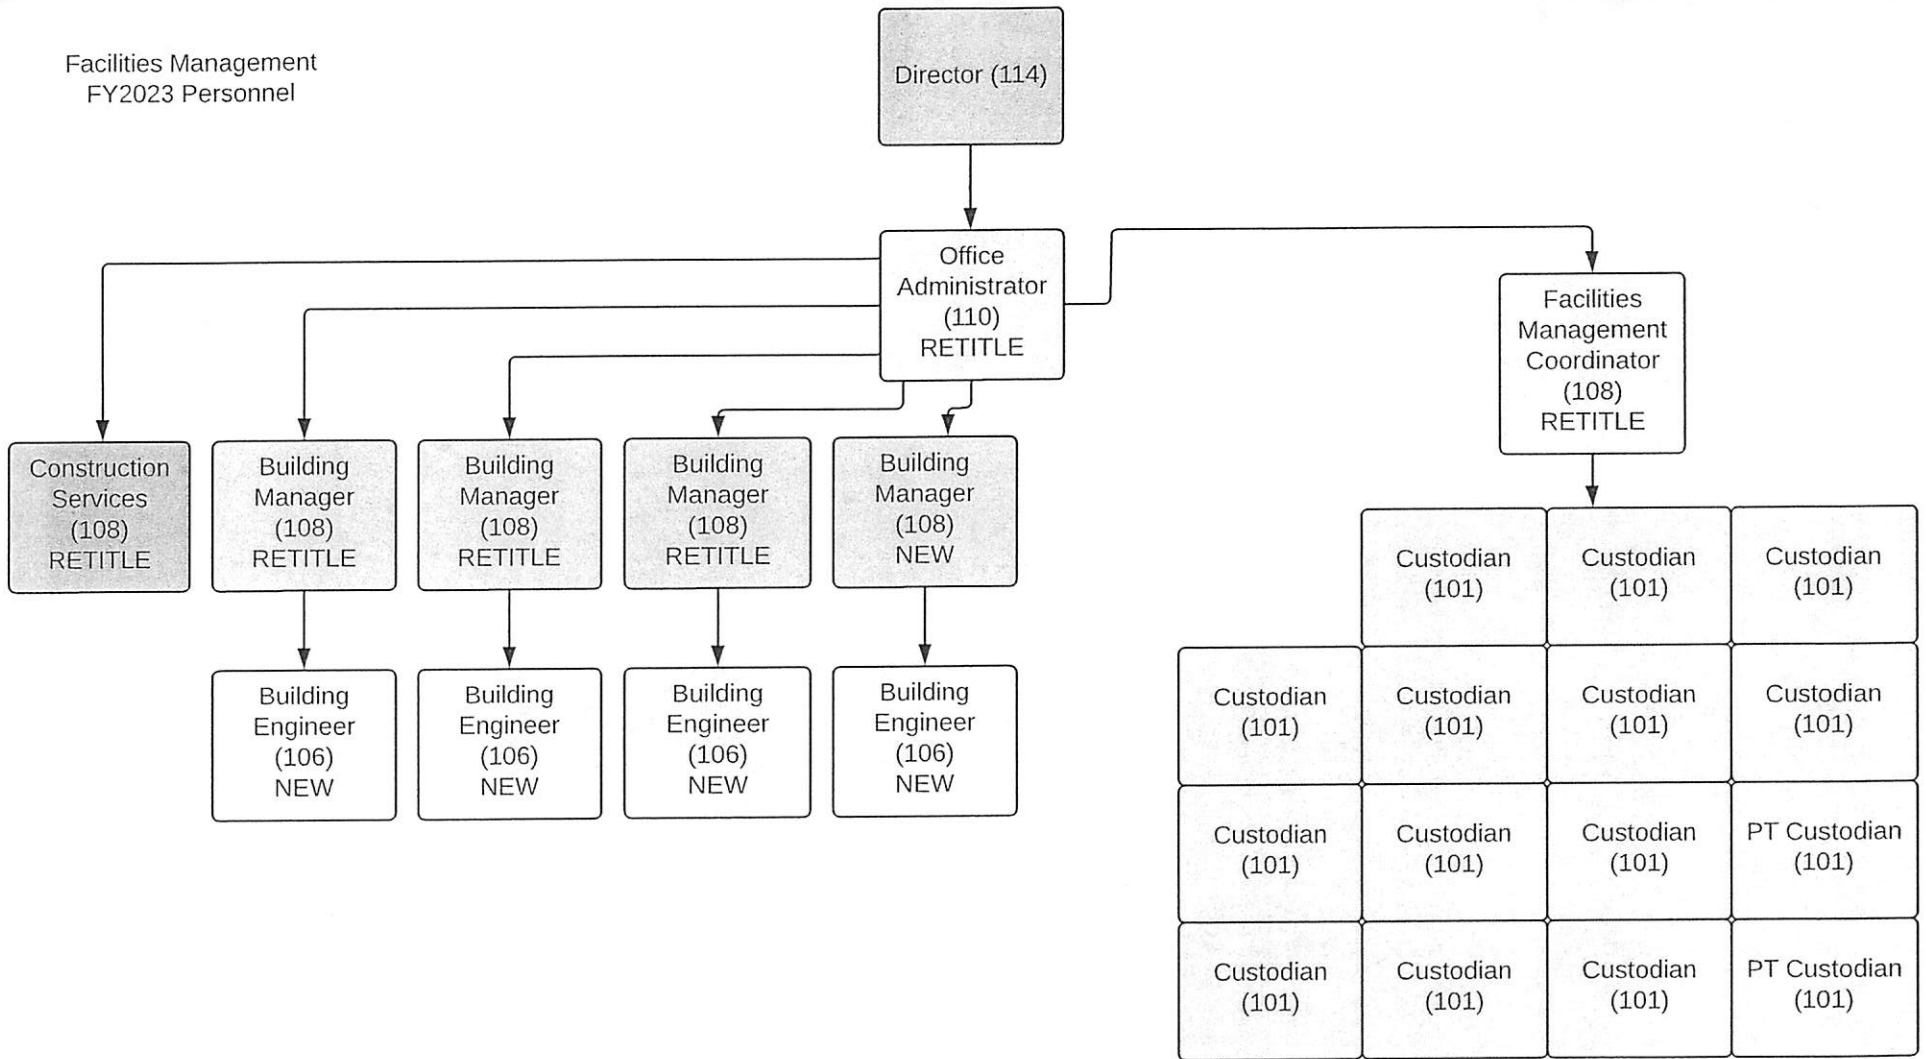 Facilities Management
FY2023 Personnel
Director (114)
Office
Administrator
(110)
RETITLE
Facilities
Management
Coordinator
(108)
RETITLE
Construction
Services
(108)
RETITLE
Building
Manager
(108)
RETITLE
Building
Manager
(108)
RETITLE
Building
Manager
(108)
RETITLE
Building
Manager
(108)
NEW
Building
Engineer
(106)
NEW
Building
Engineer
(106)
NEW
Building
Engineer
(106)
NEW
Building
Engineer
(106)
NEW
Custodian
(101)
Custodian
(101)
Custodian
(101)
Custodian
(101)
Custodian
(101)
Custodian
(101)
Custodian
(101)
Custodian
(101)
Custodian
(101)
Custodian
(101)
PT Custodian
(101)
Custodian
(101)
Custodian
(101)
Custodian
(101)
PT Custodian
(101)